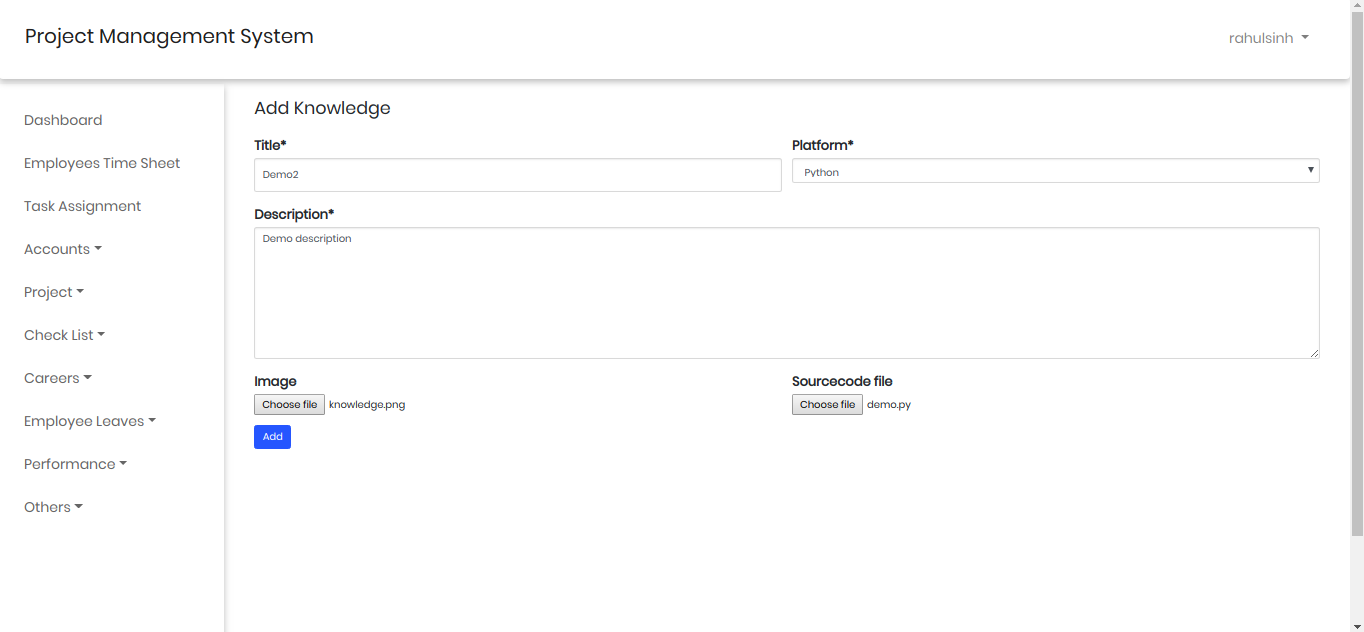 Project Management System
rahulsinh
Dashboard
Employees Time Sheet
Task Assignment
Accounts
Project
Check List
Careers
Employee Leaves
Performance
Others
Add Knowledge
Title* Platform*
Demo2 Python
Description*
Demo description
Image Sourcecode file
Choose file knowledge.png Choose file demo.py
Add